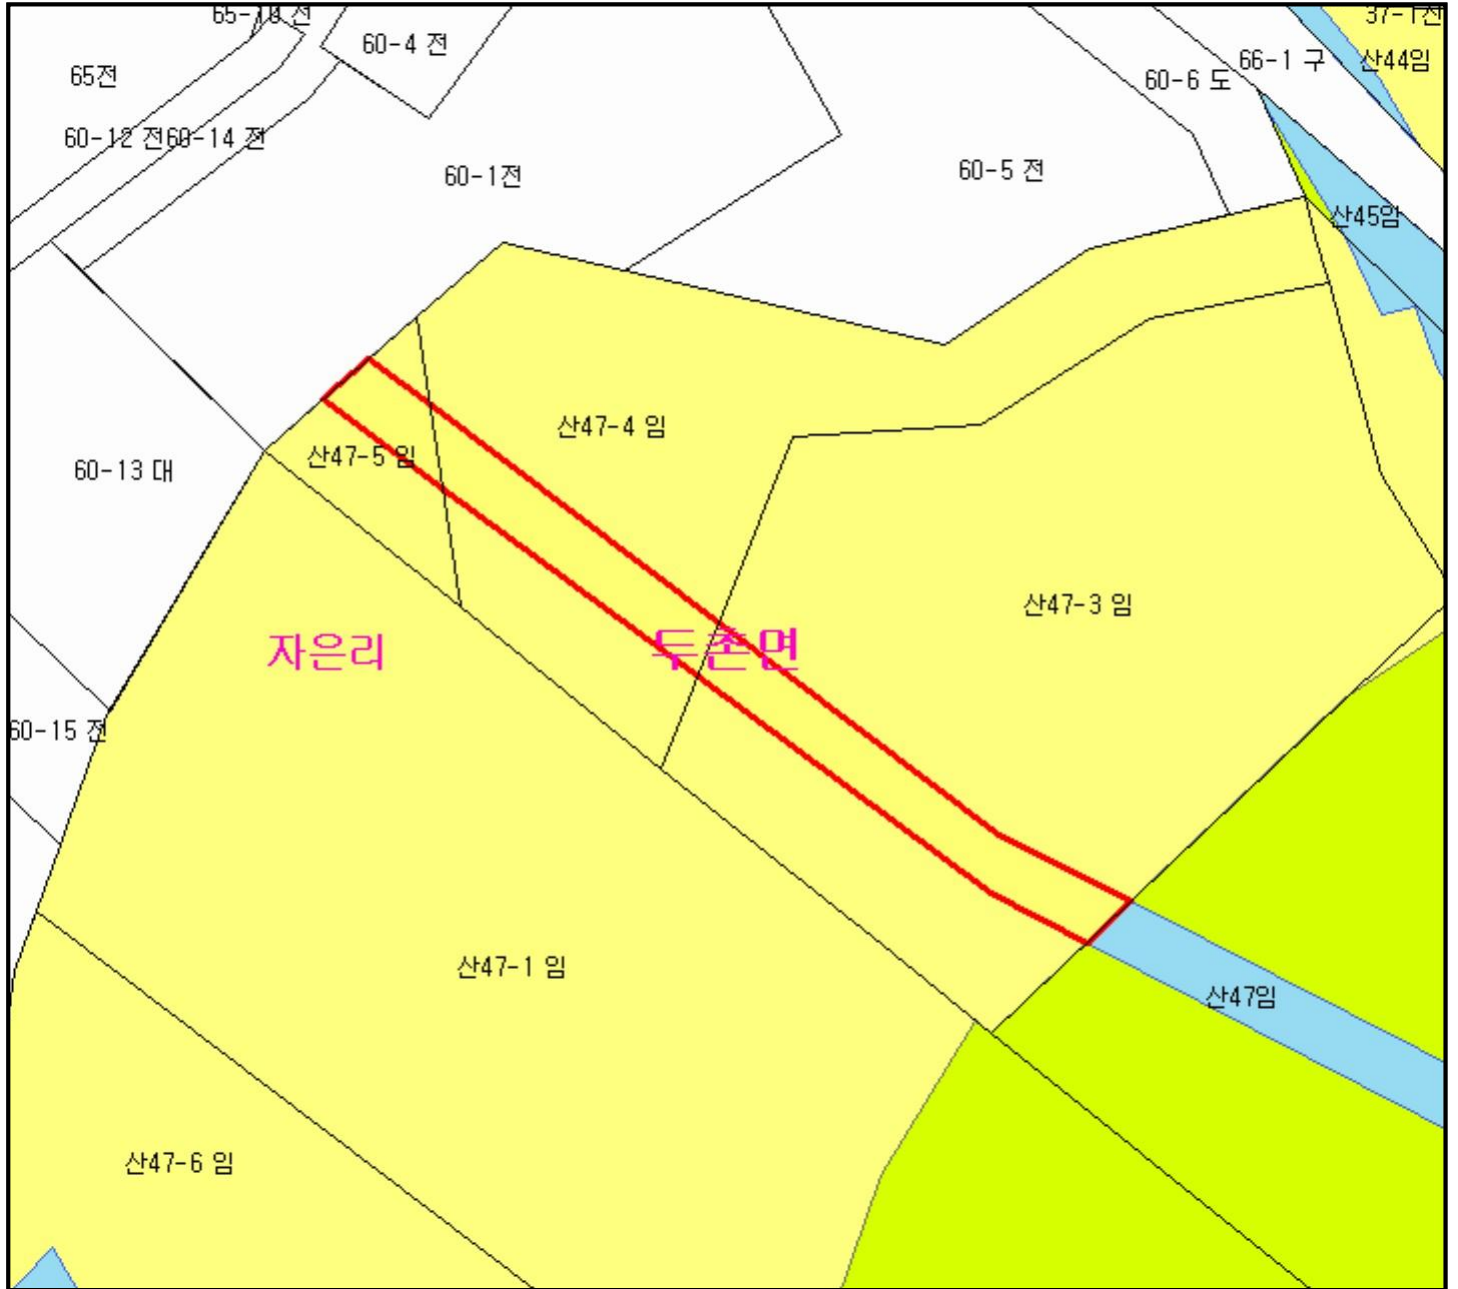 65-10 전
37-1전
60-4 전
66-1 구
산44임
65전
60-6 도
60-12 전
60-14 전
60-1전
60-5 전
산45임
산47-4 임
산47-5 임
60-13 대
산47-3 임
자은리
두촌면
60-15 전
산47-1 임
산47임
산47-6 임